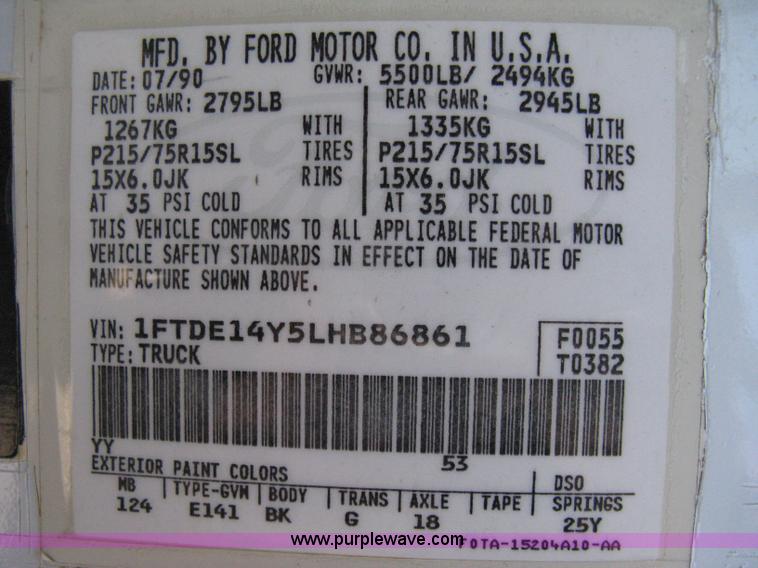 MFD. BY FORD MOTOR CO. IN U.S.A.
DATE: 07/90 GVWR: 5500LB/ 2494KG
FRONT GAWR: 2795LB REAR GAWR: 2945LB
1267KG WITH 1335KG WITH
P215/75R15SL TIRES P215/75R15SL TIRES
15X6.0JK RIMS 15X6.0JK RIMS
AT 35 PSI COLD AT 35 PSI COLD
THIS VEHICLE CONFORMS TO ALL APPLICABLE FEDERAL MOTOR
VEHICLE SAFETY STANDARDS IN EFFECT ON THE DATE OF
MANUFACTURE SHOWN ABOVE.
VIN: 1FTDE14Y5LHB86861 F0055
TYPE: TRUCK T0382
YY 53
EXTERIOR PAINT COLORS DSO
MB TYPE-GVM BODY TRANS AXLE TAPE SPRINGS
124 E141 BK G 18 25Y
www.purplewave.com F0TA-15204A10-AA